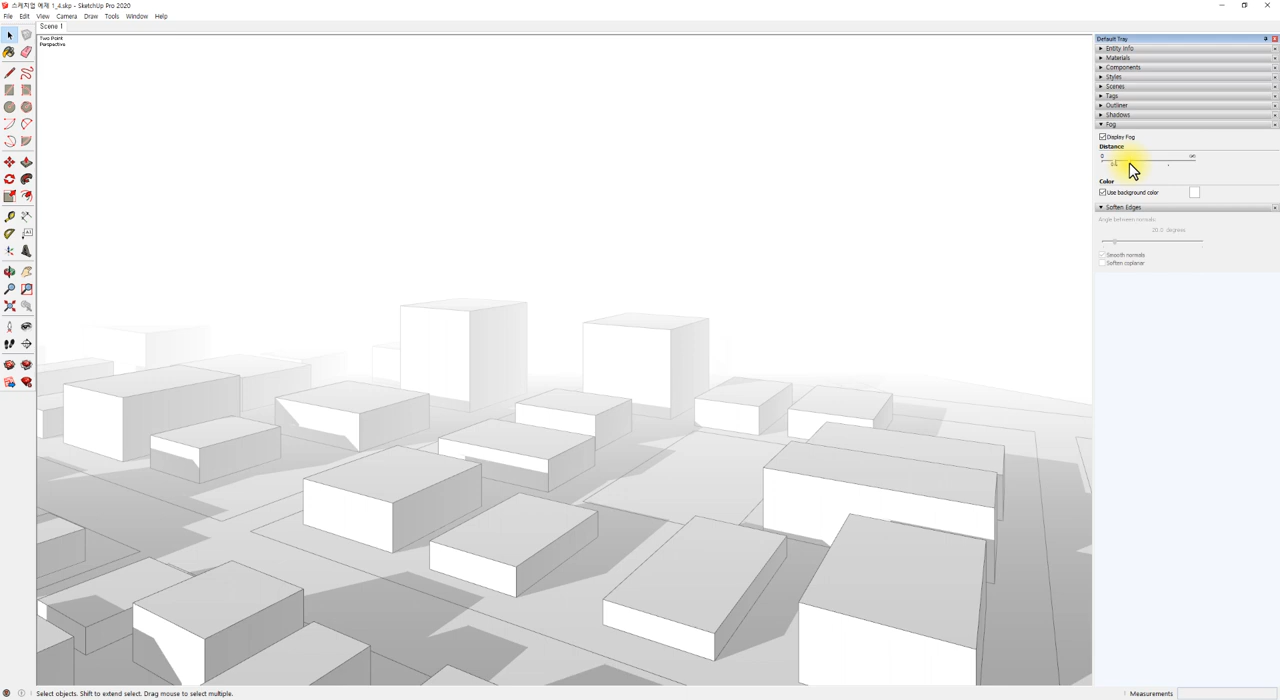 스케치업 예제 1_4.skp - SketchUp Pro 2020
File Edit View Camera Draw Tools Window Help
Scene 1
Two Point
Perspective
Default Tray
Entity Info
Materials
Components
Styles
Scenes
Tags
Outliner
Shadows
Fog
Display Fog
Distance
0 ∞
Color
Use background color
Soften Edges
Angle between normals:
20.0 degrees
Smooth normals
Soften coplanar
Select objects. Shift to extend select. Drag mouse to select multiple.
Measurements